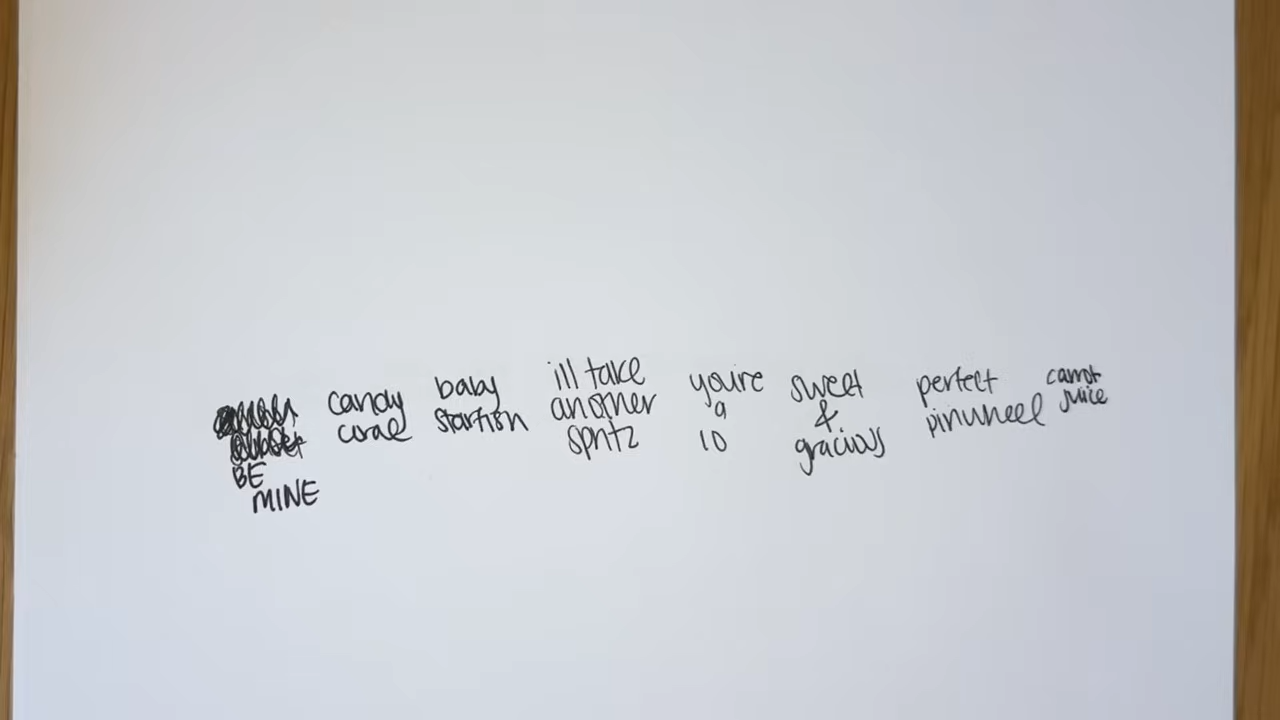 BE
MINE
candy
coral
baby
starfish
ill take
another
spritz
you're
a
10
sweet
&
gracious
perfect
pinwheel
carrot
juice